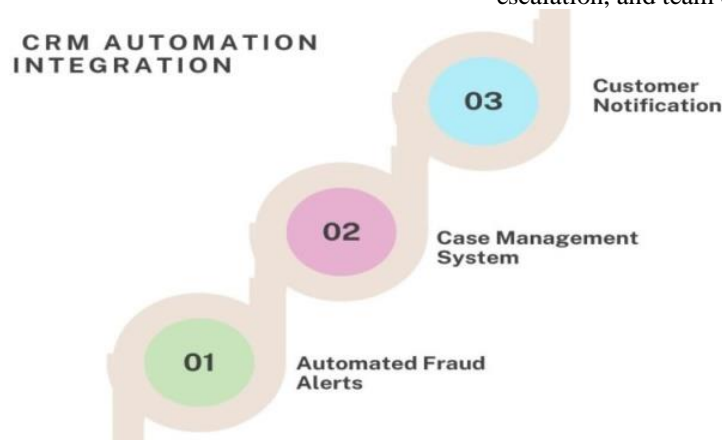 escalation, and team
CRM AUTOMATION
INTEGRATION
03
Customer
Notification
02
Case Management
System
01
Automated Fraud
Alerts